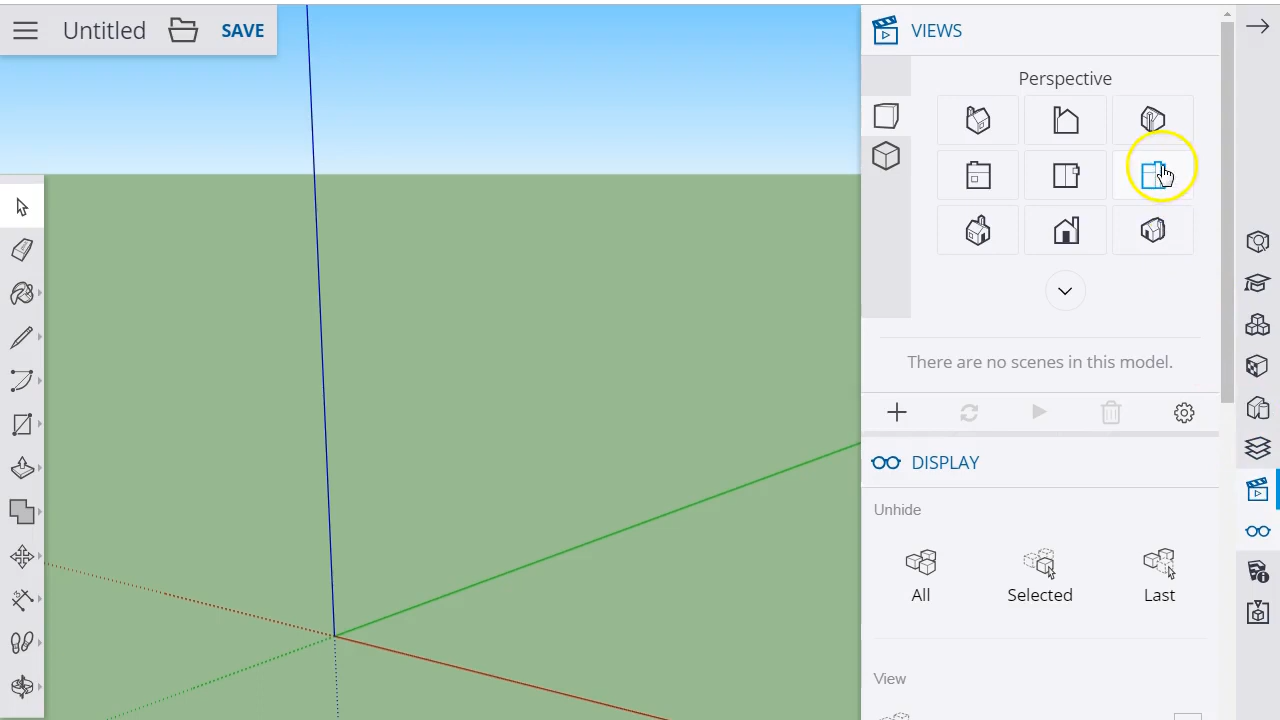 Untitled
SAVE
VIEWS
Perspective
There are no scenes in this model.
DISPLAY
Unhide
All
Selected
Last
View